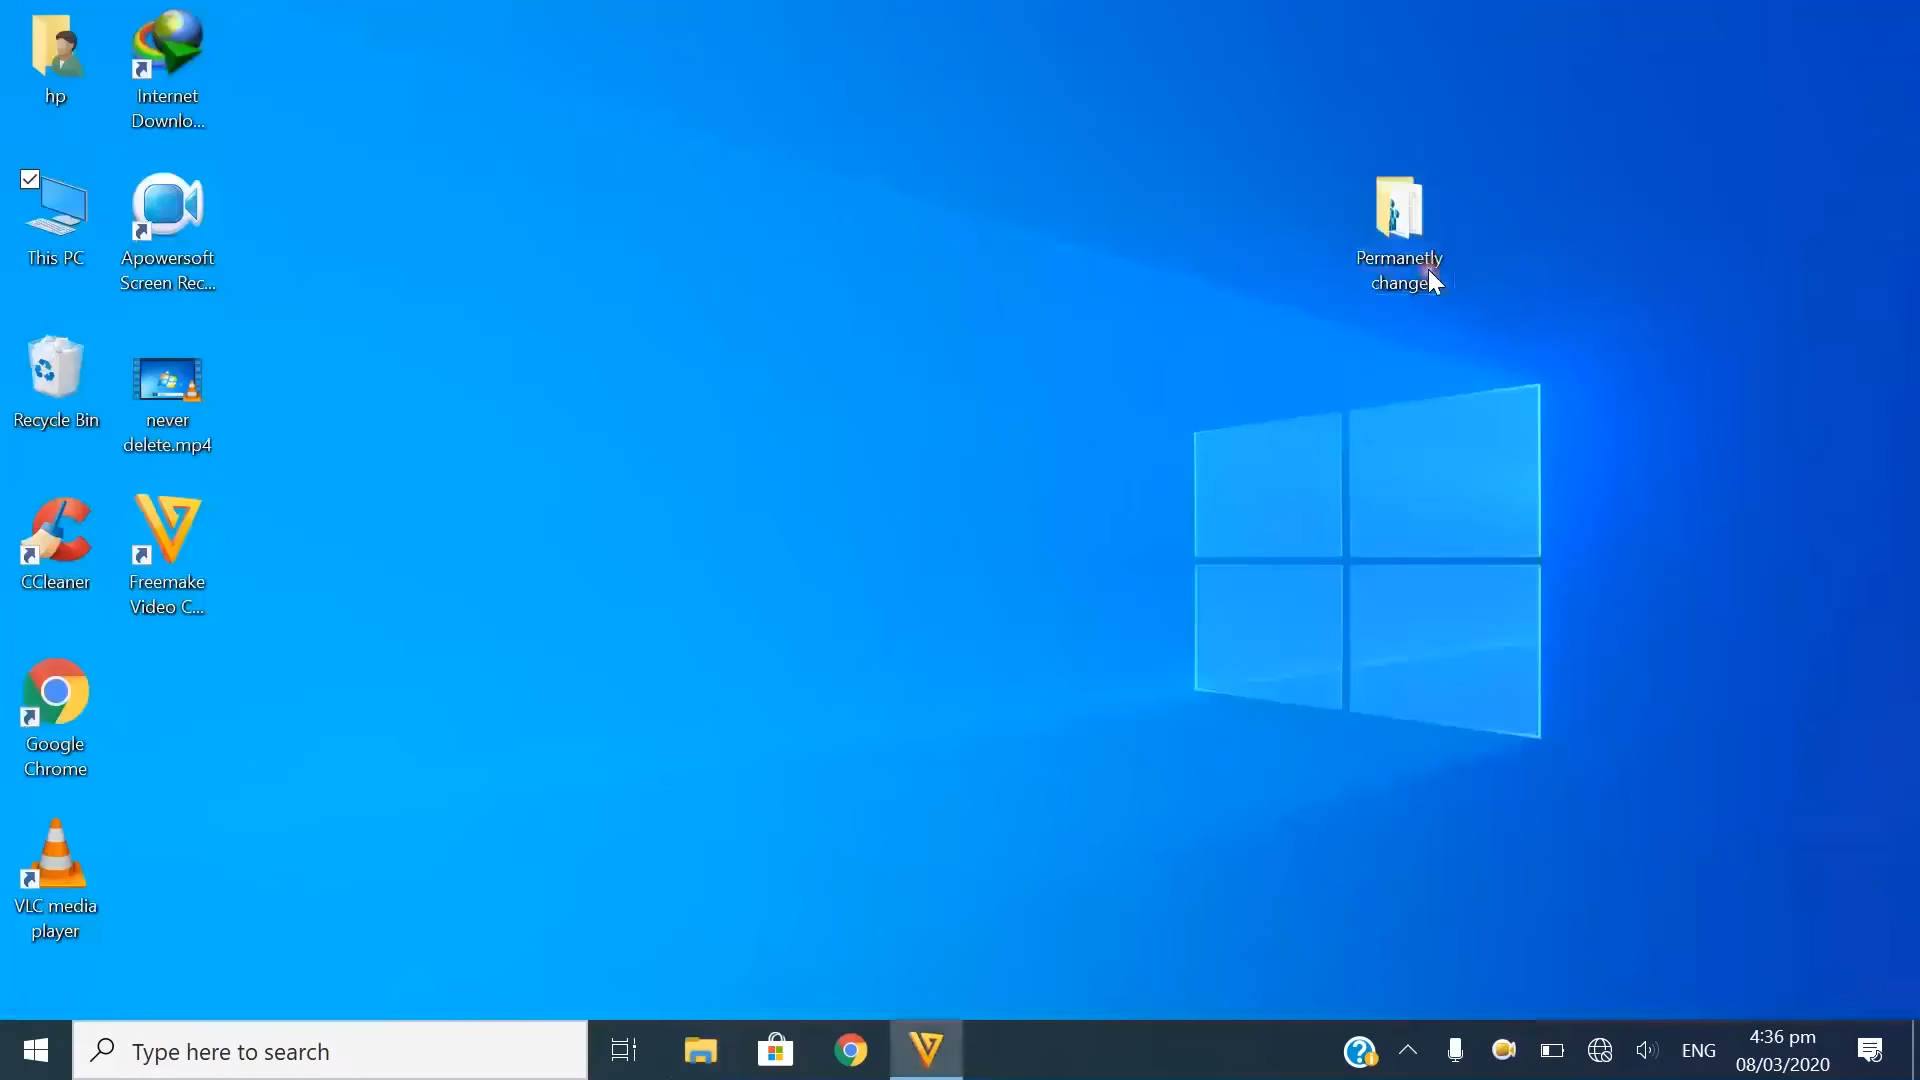 hp
Internet
Downlo...
This PC
Apowersoft
Screen Rec...
Permanetly
change
Recycle Bin
never
delete.mp4
CCleaner
Freemake
Video C...
Google
Chrome
VLC media
player
Type here to search
ENG
4:36 pm
08/03/2020